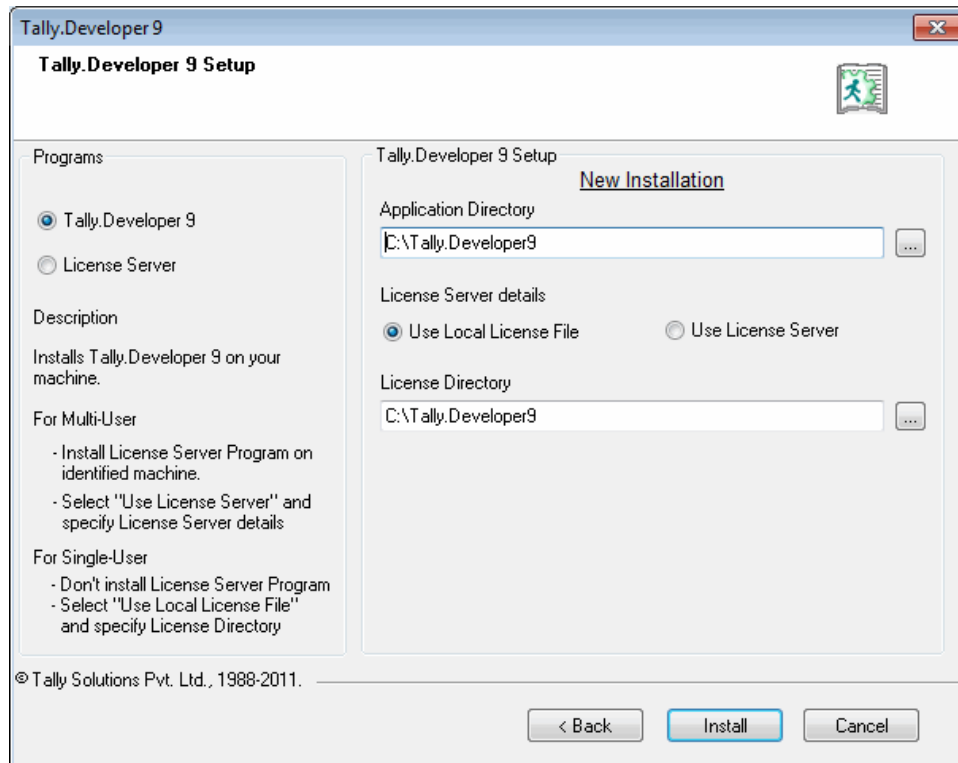 Tally.Developer 9
Tally.Developer 9 Setup
Programs
Tally.Developer 9
License Server
Description
Installs Tally.Developer 9 on your
machine.
For Multi-User
- Install License Server Program on
identified machine.
- Select "Use License Server" and
specify License Server details
For Single-User
- Don't install License Server Program
- Select "Use Local License File"
and specify License Directory
Tally.Developer 9 Setup
New Installation
Application Directory
C:\Tally.Developer9
...
License Server details
Use Local License File
Use License Server
License Directory
C:\Tally.Developer9
...
© Tally Solutions Pvt. Ltd., 1988-2011.
< Back
Install
Cancel